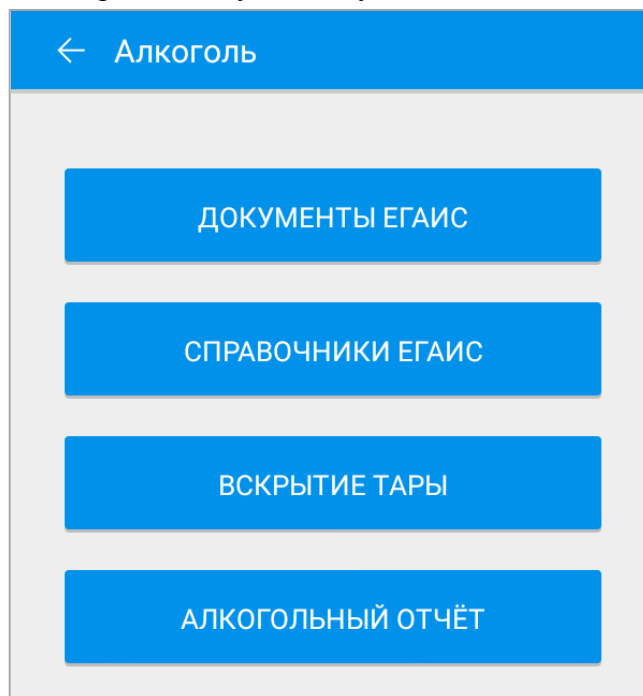 Алкоголь
ДОКУМЕНТЫ ЕГАИС
СПРАВОЧНИКИ ЕГАИС
ВСКРЫТИЕ ТАРЫ
АЛКОГОЛЬНЫЙ ОТЧЁТ